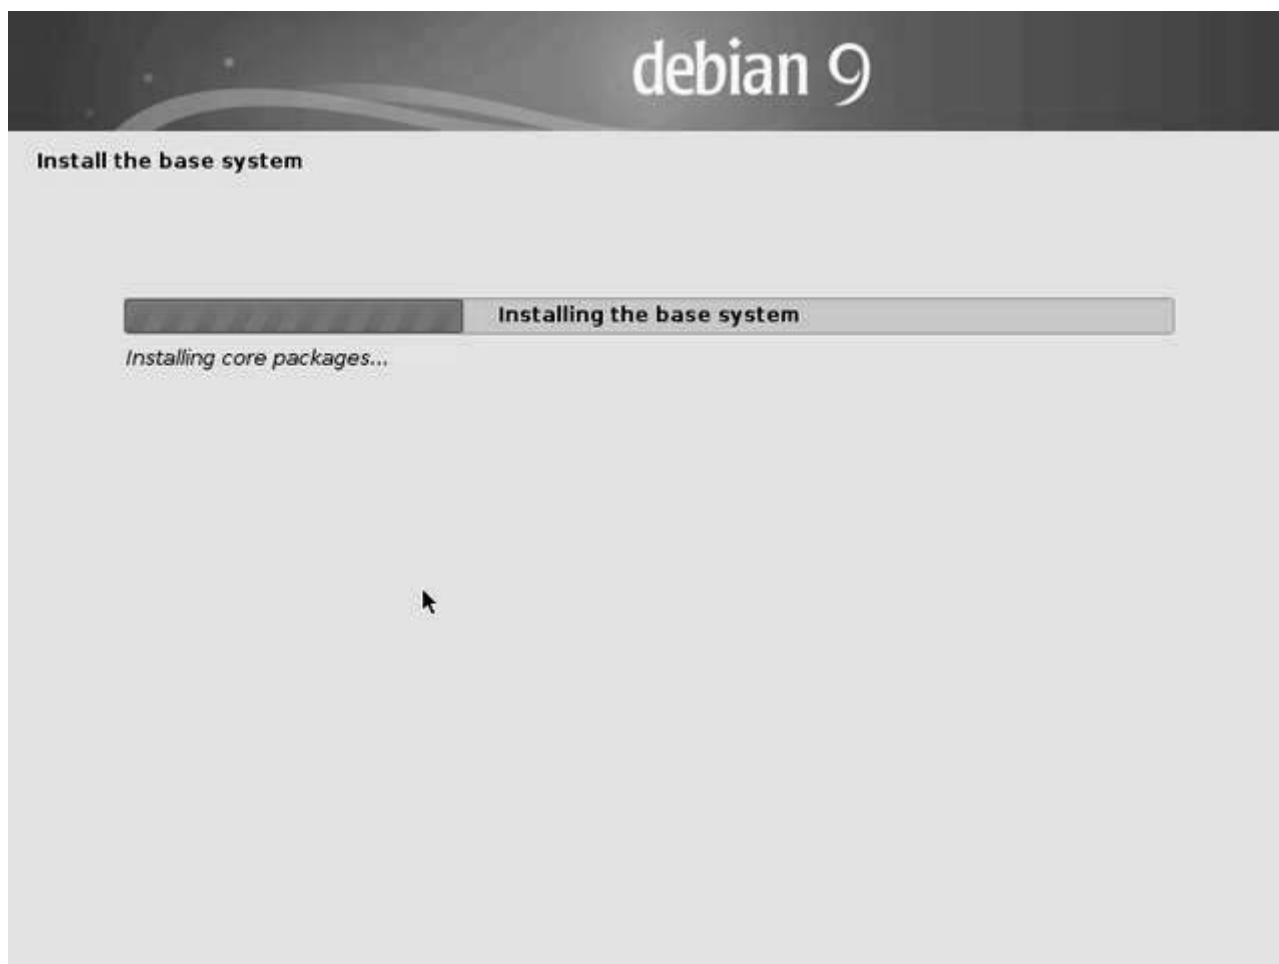 debian 9
Install the base system
Installing the base system
Installing core packages...